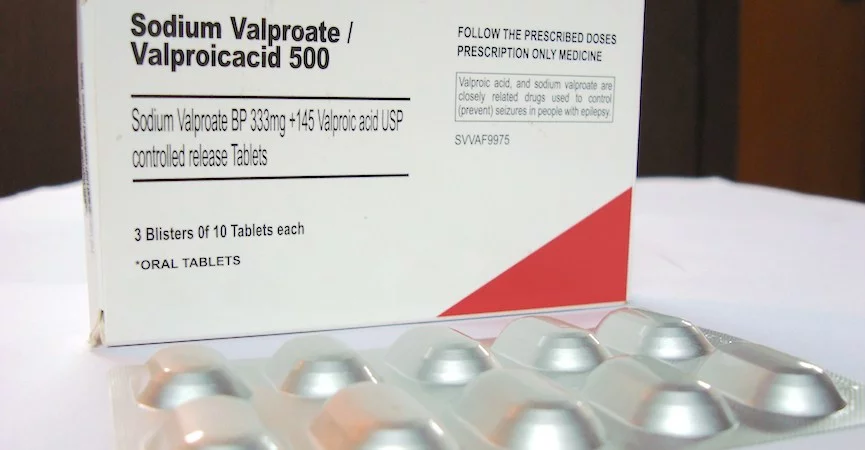 Sodium Valproate /
Valproicacid 500
Sodium Valproate BP 333mg +145 Valproic acid USP
controlled release Tablets
3 Blisters Of 10 Tablets each
*ORAL TABLETS
FOLLOW THE PRESCRIBED DOSES
PRESCRIPTION ONLY MEDICINE
Valproic acid, and sodium valproate are
closely related drugs used to control
(prevent) seizures in people with epilepsy.
SVVAF9975